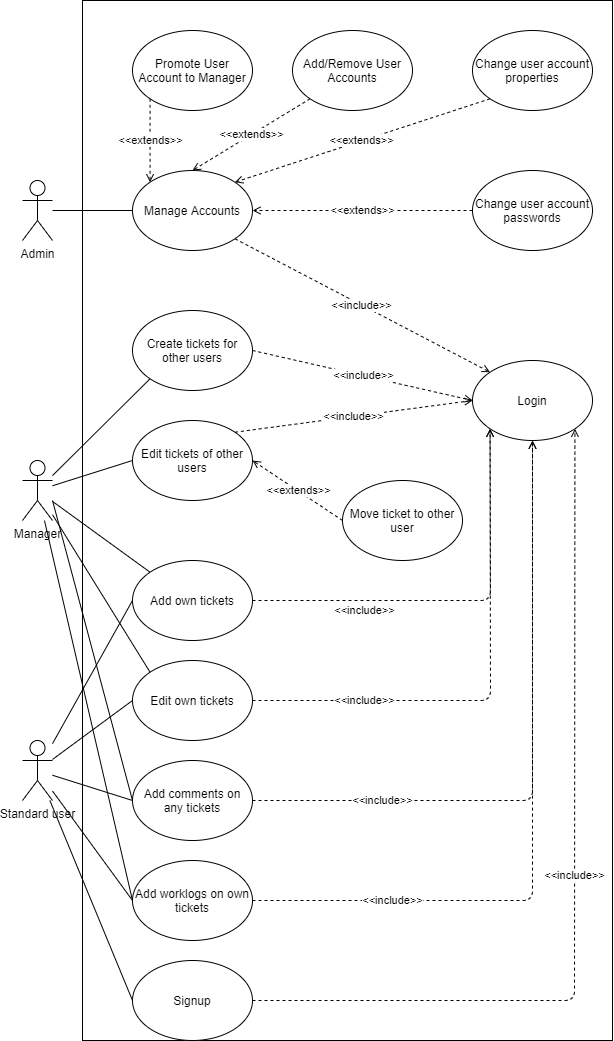 Promote User
Account to Manager
Add/Remove User
Accounts
Change user account
properties
<<extends>>
<<extends>>
<<extends>>
Admin
Manage Accounts
<<extends>>
Change user account
passwords
<<include>>
Create tickets for
other users
<<include>>
Login
<<include>>
Edit tickets of other
users
<<extends>>
Manager
Move ticket to other
user
Add own tickets
<<include>>
Edit own tickets
<<include>>
Standard user
Add comments on
any tickets
<<include>>
<<include>>
Add worklogs on own
tickets
<<include>>
Signup